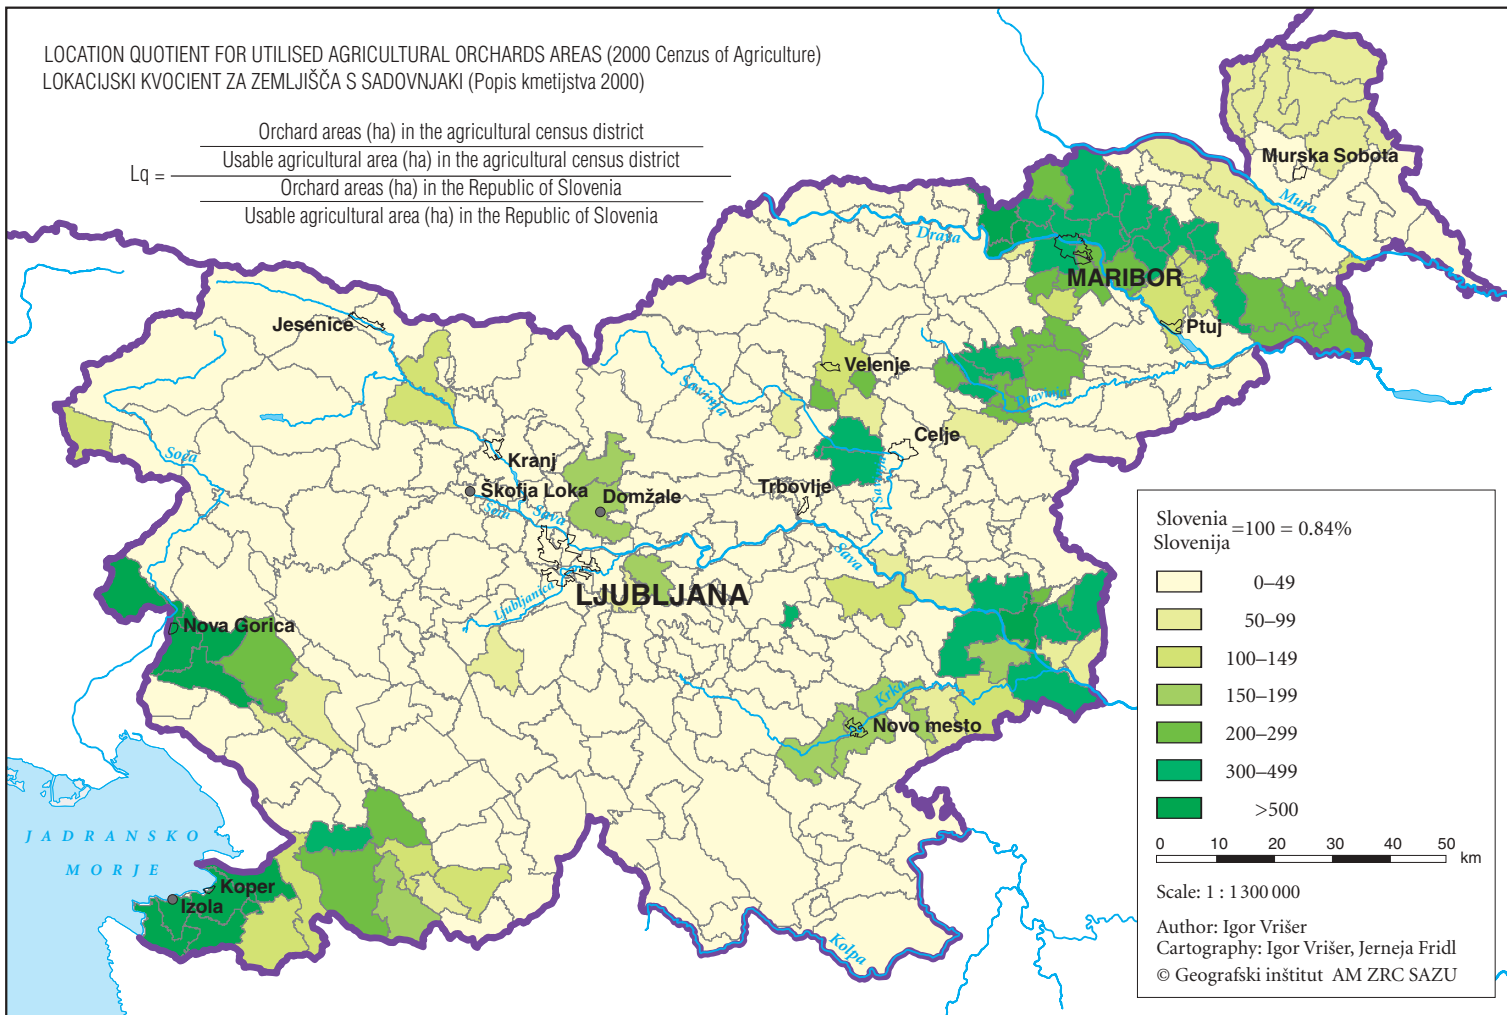 LOCATION QUOTIENT FOR UTILISED AGRICULTURAL ORCHARDS AREAS (2000 Cenzus of Agriculture)
LOKACIJSKI KVOCIENT ZA ZEMLJIŠČA S SADOVNJAKI (Popis kmetijstva 2000)
Orchard areas (ha) in the agricultural census district
Usable agricultural area (ha) in the agricultural census district
Lq =
Orchard areas (ha) in the Republic of Slovenia
Usable agricultural area (ha) in the Republic of Slovenia
Murska Sobota
Mura
Drava
MARIBOR
Jesenice
Ptuj
Velenje
Savinja
Dravinja
Celje
Soča
Kranj
Škofja Loka
Domžale
Trbovlje
Savinja
Sora
Sava
Sava
LJUBLJANA
Ljubljanica
Nova Gorica
Krka
Novo mesto
JADRANSKO
MORJE
Koper
Izola
Kolpa
Slovenia
Slovenija
=100 = 0.84%
0–49
50–99
100–149
150–199
200–299
300–499
>500
0 10 20 30 40 50 km
Scale: 1 : 1 300 000
Author: Igor Vrišer
Cartography: Igor Vrišer, Jerneja Fridl
© Geografski inštitut AM ZRC SAZU